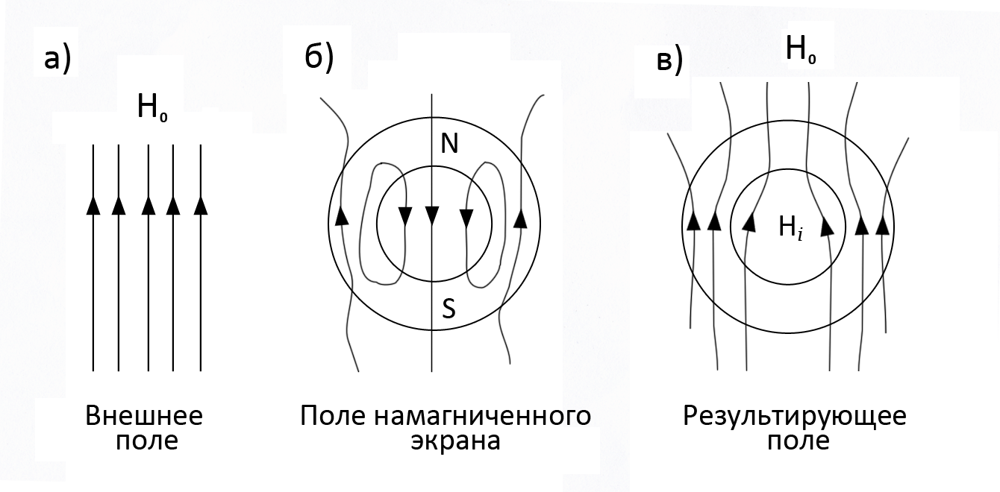 а)
H₀
Внешнее
поле
б)
N
S
Поле намагниченного
экрана
в)
H₀
Hᵢ
Результирующее
поле